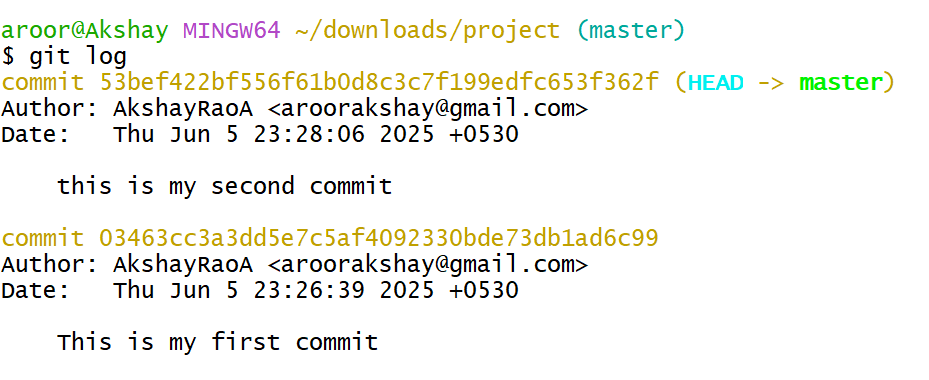 aroor@Akshay MINGW64 ~/downloads/project (master)
$ git log
commit 53bef422bf556f61b0d8c3c7f199edfc653f362f (HEAD -> master)
Author: AkshayRaoA <aroorakshay@gmail.com>
Date:   Thu Jun 5 23:28:06 2025 +0530
    this is my second commit
commit 03463cc3a3dd5e7c5af4092330bde73db1ad6c99
Author: AkshayRaoA <aroorakshay@gmail.com>
Date:   Thu Jun 5 23:26:39 2025 +0530
    This is my first commit